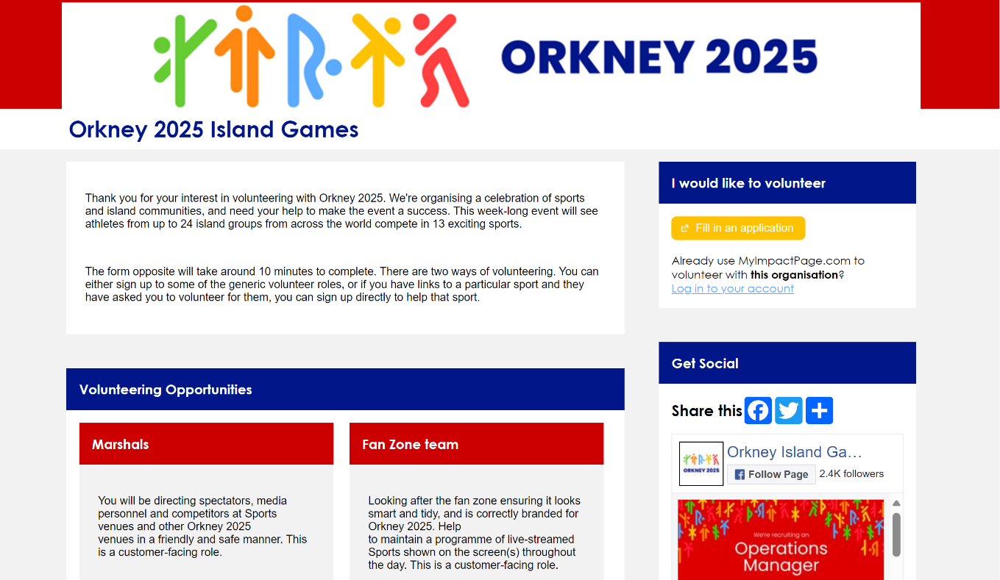 ORKNEY 2025
Orkney 2025 Island Games
Thank you for your interest in volunteering with Orkney 2025. We're organising a celebration of sports
and island communities, and need your help to make the event a success. This week-long event will see
athletes from up to 24 island groups from across the world compete in 13 exciting sports.
The form opposite will take around 10 minutes to complete. There are two ways of volunteering. You can
either sign up to some of the generic volunteer roles, or if you have links to a particular sport and they
have asked you to volunteer for them, you can sign up directly to help that sport.
Volunteering Opportunities
Marshals
You will be directing spectators, media
personnel and competitors at Sports
venues and other Orkney 2025
venues in a friendly and safe manner. This
is a customer-facing role.
Fan Zone team
Looking after the fan zone ensuring it looks
smart and tidy, and is correctly branded for
Orkney 2025. Help
to maintain a programme of live-streamed
Sports shown on the screen(s) throughout
the day. This is a customer-facing role.
I would like to volunteer
Fill in an application
Already use MyImpactPage.com to
volunteer with this organisation?
Log in to your account
Get Social
Share this
ORKNEY 2025
Orkney Island Ga…
Follow Page 2.4K followers
We're recruiting an
Operations
Manager